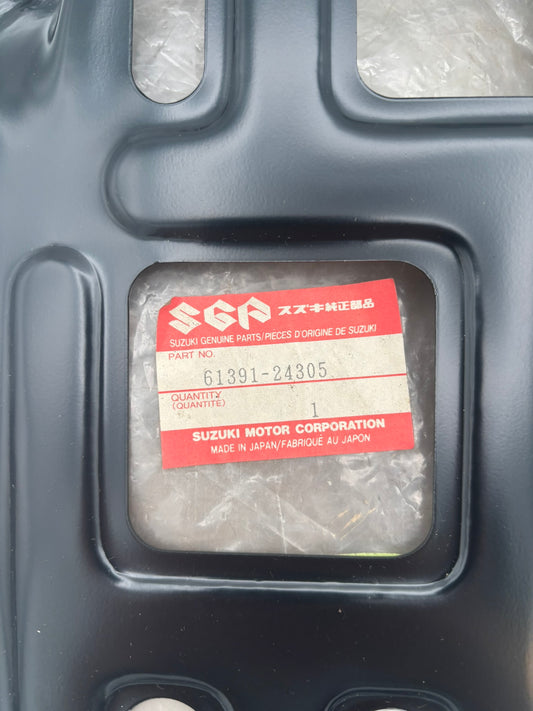 SGP スズキ純正部品
SUZUKI GENUINE PARTS/PIECES D'ORIGINE DE SUZUKI
PART NO.
61391-24305
QUANTITY
(QUANTITE)
1
SUZUKI MOTOR CORPORATION
MADE IN JAPAN/FABRIQUÉ AU JAPON